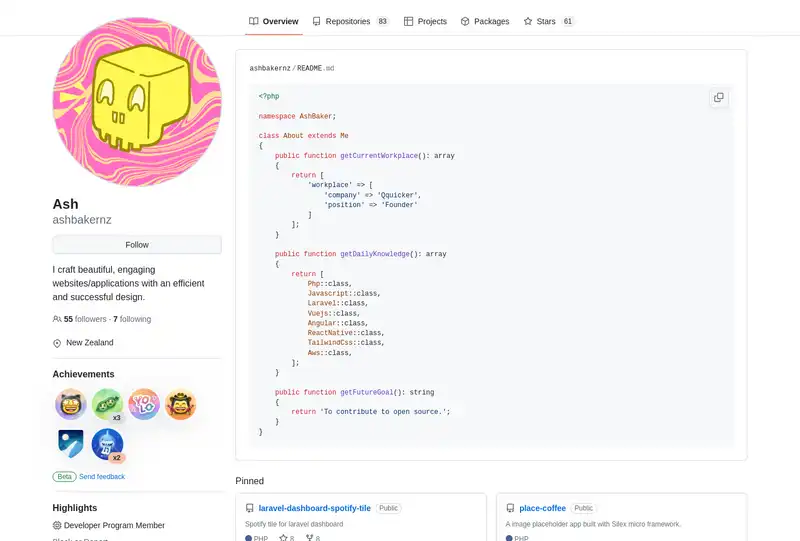 Overview
Repositories 83
Projects
Packages
Stars 61
Ash
ashbakernz
Follow
I craft beautiful, engaging
websites/applications with an efficient
and successful design.
55 followers · 7 following
New Zealand
Achievements
x3
YOLO
x2
Beta Send feedback
Highlights
Developer Program Member
Block or Report
ashbakernz / README.md
<?php
namespace AshBaker;
class About extends Me
{
    public function getCurrentWorkplace(): array
    {
        return [
            'workplace' => [
                'company' => 'Qquicker',
                'position' => 'Founder'
            ]
        ];
    }
    public function getDailyKnowledge(): array
    {
        return [
            Php::class,
            Javascript::class,
            Laravel::class,
            Vuejs::class,
            Angular::class,
            ReactNative::class,
            TailwindCss::class,
            Aws::class,
        ];
    }
    public function getFutureGoal(): string
    {
        return 'To contribute to open source.';
    }
}
Pinned
laravel-dashboard-spotify-tile Public
Spotify tile for laravel dashboard
PHP 8 8
place-coffee Public
A image placeholder app built with Silex micro framework.
PHP